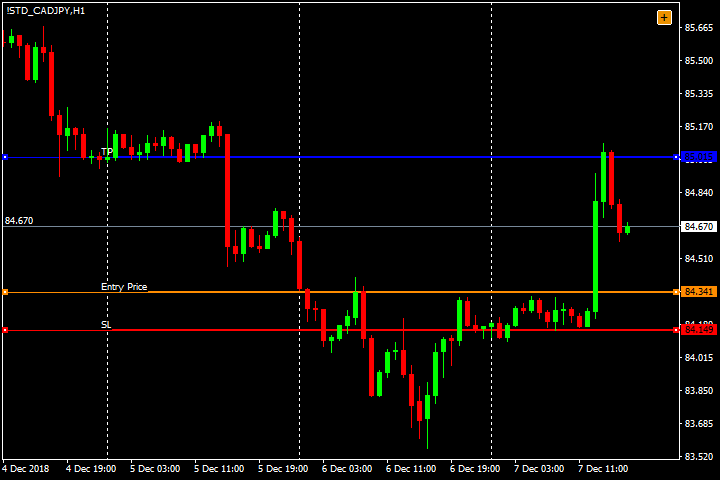 !STD_CADJPY,H1
85.665
85.500
85.335
85.170
TP
84.840
84.670
84.670
84.510
Entry Price
84.341
SL
84.149
84.015
83.850
83.685
83.520
4 Dec 2018
4 Dec 19:00
5 Dec 03:00
5 Dec 11:00
5 Dec 19:00
6 Dec 03:00
6 Dec 11:00
6 Dec 19:00
7 Dec 03:00
7 Dec 11:00